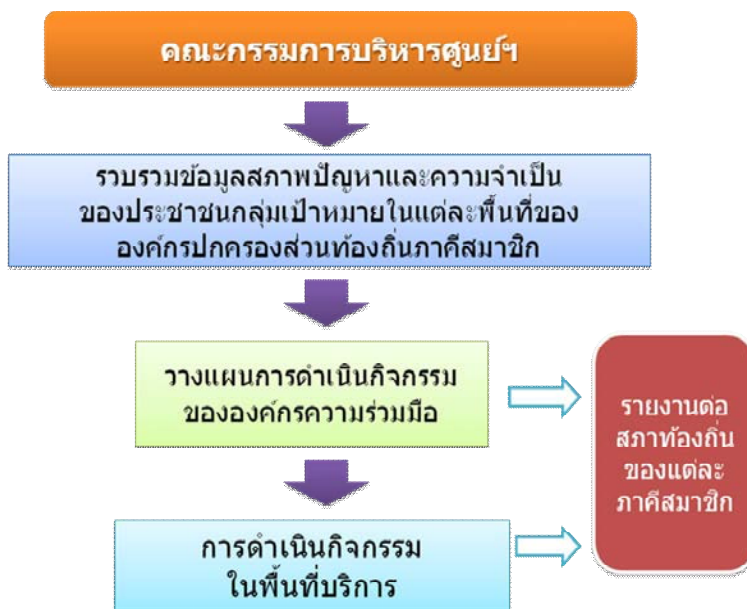 คณะกรรมการบริหารศูนย์ฯ
รวบรวมข้อมูลสภาพปัญหาและความจำเป็น
ของประชาชนกลุ่มเป้าหมายในแต่ละพื้นที่ของ
องค์กรปกครองส่วนท้องถิ่นภาคีสมาชิก
วางแผนการดำเนินกิจกรรม
ขององค์กรความร่วมมือ
รายงานต่อ
สภาท้องถิ่น
ของแต่ละ
ภาคีสมาชิก
การดำเนินกิจกรรม
ในพื้นที่บริการ